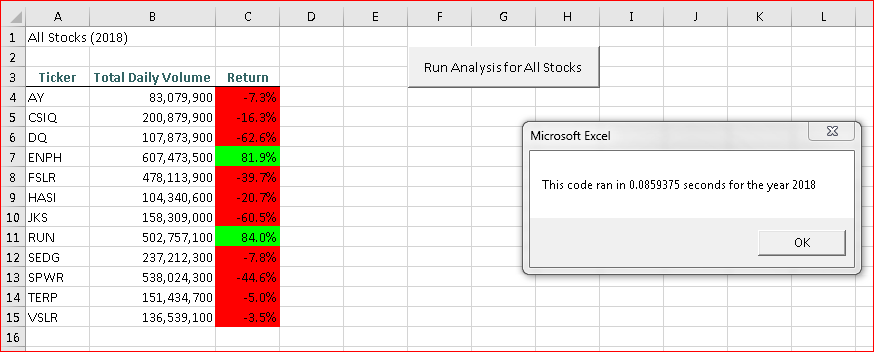 A B C D E F G H I J K L
1 All Stocks (2018)
2
3 Ticker Total Daily Volume Return
4 AY 83,079,900 -7.3%
5 CSIQ 200,879,900 -16.3%
6 DQ 107,873,900 -62.6%
7 ENPH 607,473,500 81.9%
8 FSLR 478,113,900 -39.7%
9 HASI 104,340,600 -20.7%
10 JKS 158,309,000 -60.5%
11 RUN 502,757,100 84.0%
12 SEDG 237,212,300 -7.8%
13 SPWR 538,024,300 -44.6%
14 TERP 151,434,700 -5.0%
15 VSLR 136,539,100 -3.5%
16
Run Analysis for All Stocks
Microsoft Excel
This code ran in 0.0859375 seconds for the year 2018
OK